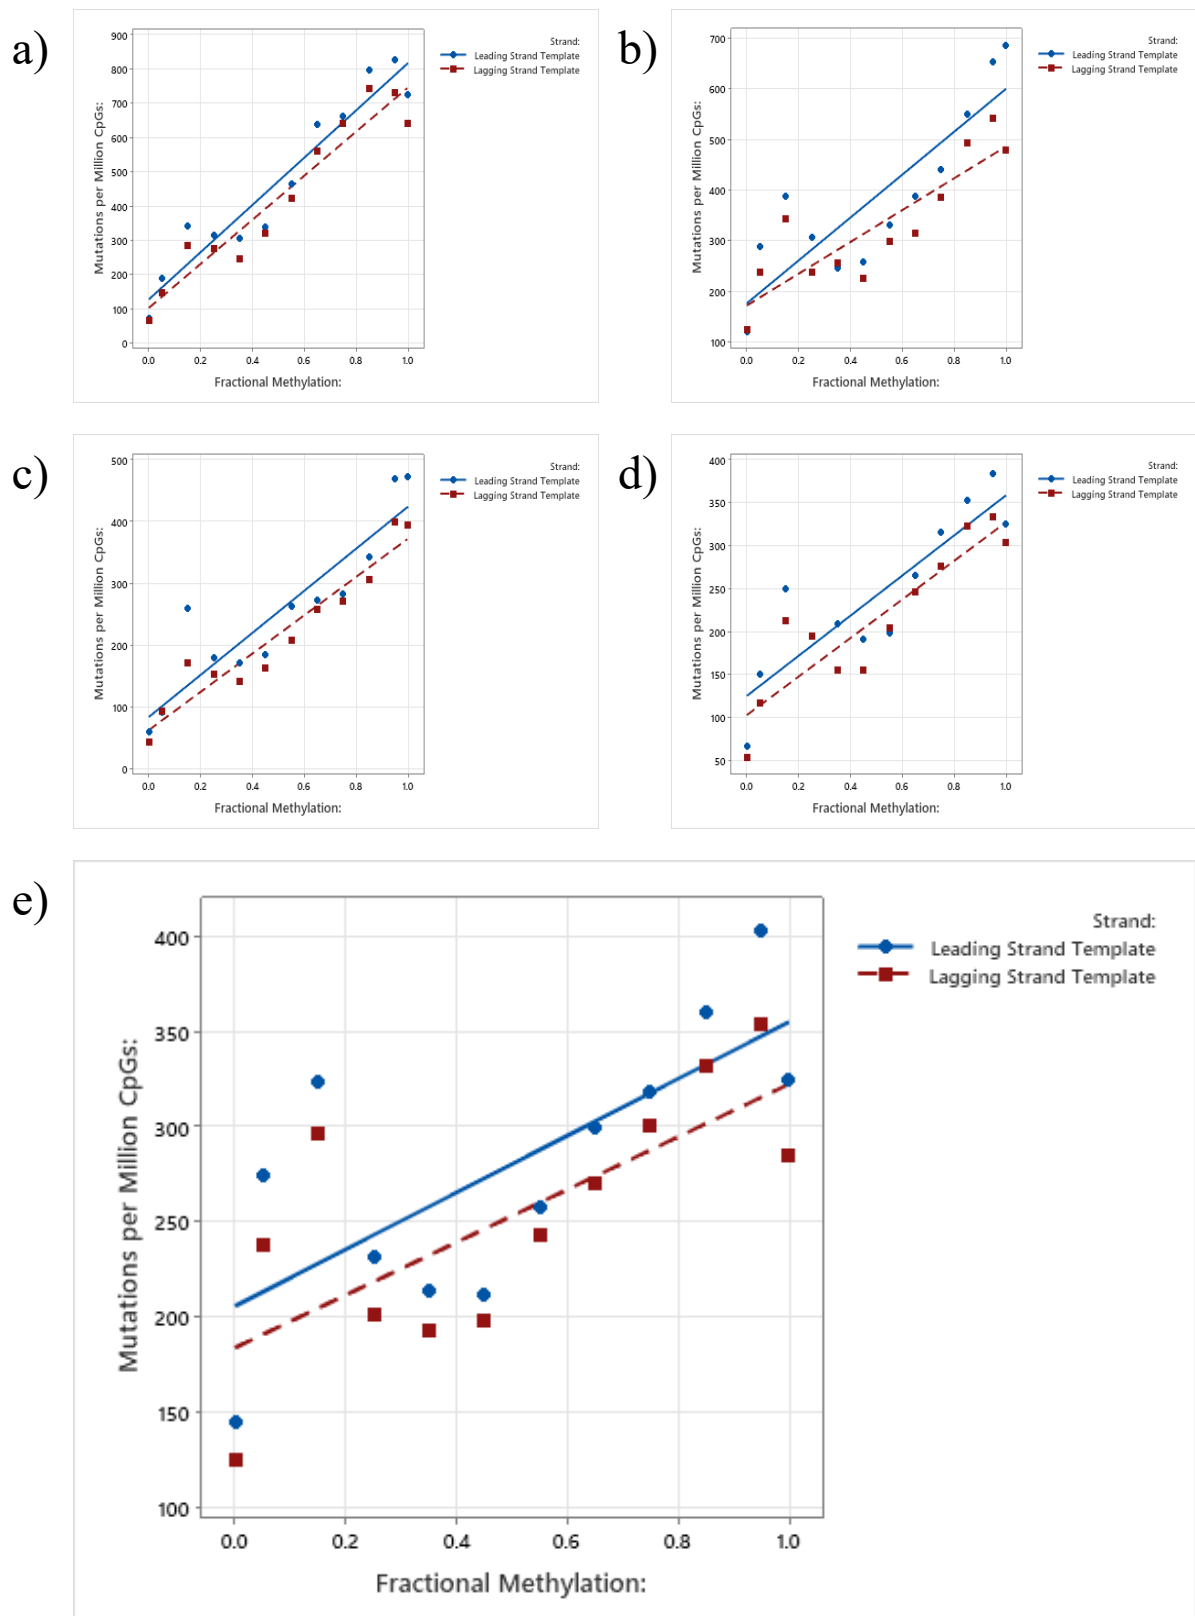 a)
Strand:
Leading Strand Template
Lagging Strand Template
900
800
700
600
500
400
300
200
100
0
Mutations per Million CpGs:
0.0 0.2 0.4 0.6 0.8 1.0
Fractional Methylation:
b)
Strand:
Leading Strand Template
Lagging Strand Template
700
600
500
400
300
200
100
Mutations per Million CpGs:
0.0 0.2 0.4 0.6 0.8 1.0
Fractional Methylation:
c)
Strand:
Leading Strand Template
Lagging Strand Template
500
400
300
200
100
0
Mutations per Million CpGs:
0.0 0.2 0.4 0.6 0.8 1.0
Fractional Methylation:
d)
Strand:
Leading Strand Template
Lagging Strand Template
400
350
300
250
200
150
100
50
Mutations per Million CpGs:
0.0 0.2 0.4 0.6 0.8 1.0
Fractional Methylation:
e)
Strand:
Leading Strand Template
Lagging Strand Template
400
350
300
250
200
150
100
Mutations per Million CpGs:
0.0 0.2 0.4 0.6 0.8 1.0
Fractional Methylation: